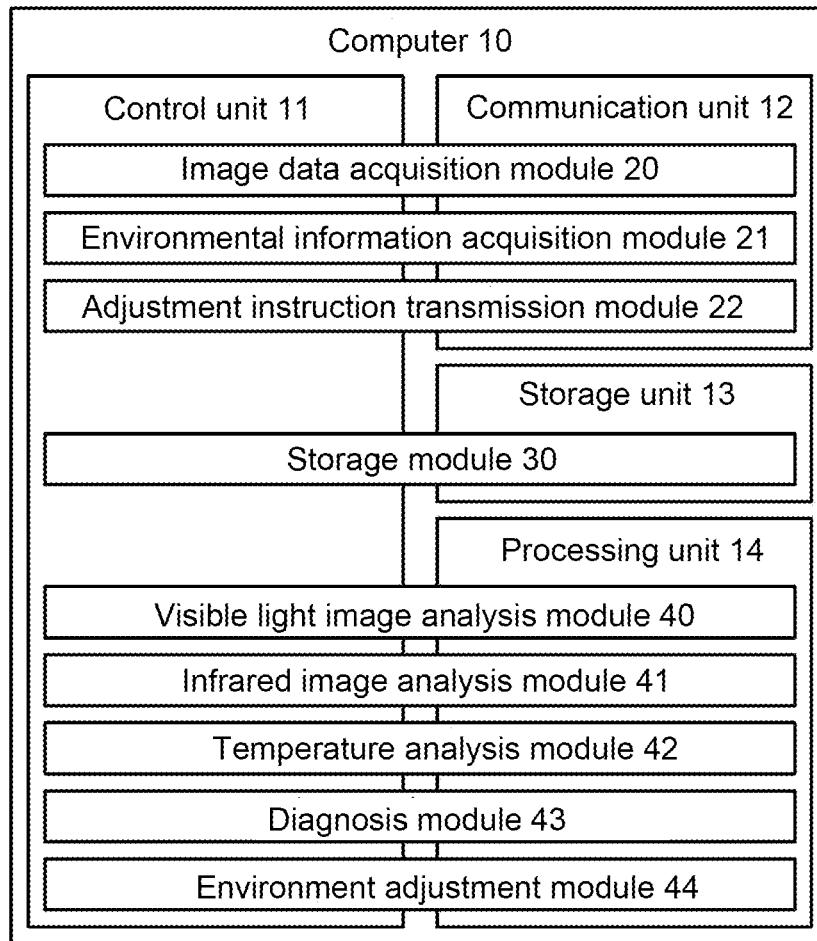 Computer 10
Control unit 11
Communication unit 12
Image data acquisition module 20
Environmental information acquisition module 21
Adjustment instruction transmission module 22
Storage unit 13
Storage module 30
Processing unit 14
Visible light image analysis module 40
Infrared image analysis module 41
Temperature analysis module 42
Diagnosis module 43
Environment adjustment module 44